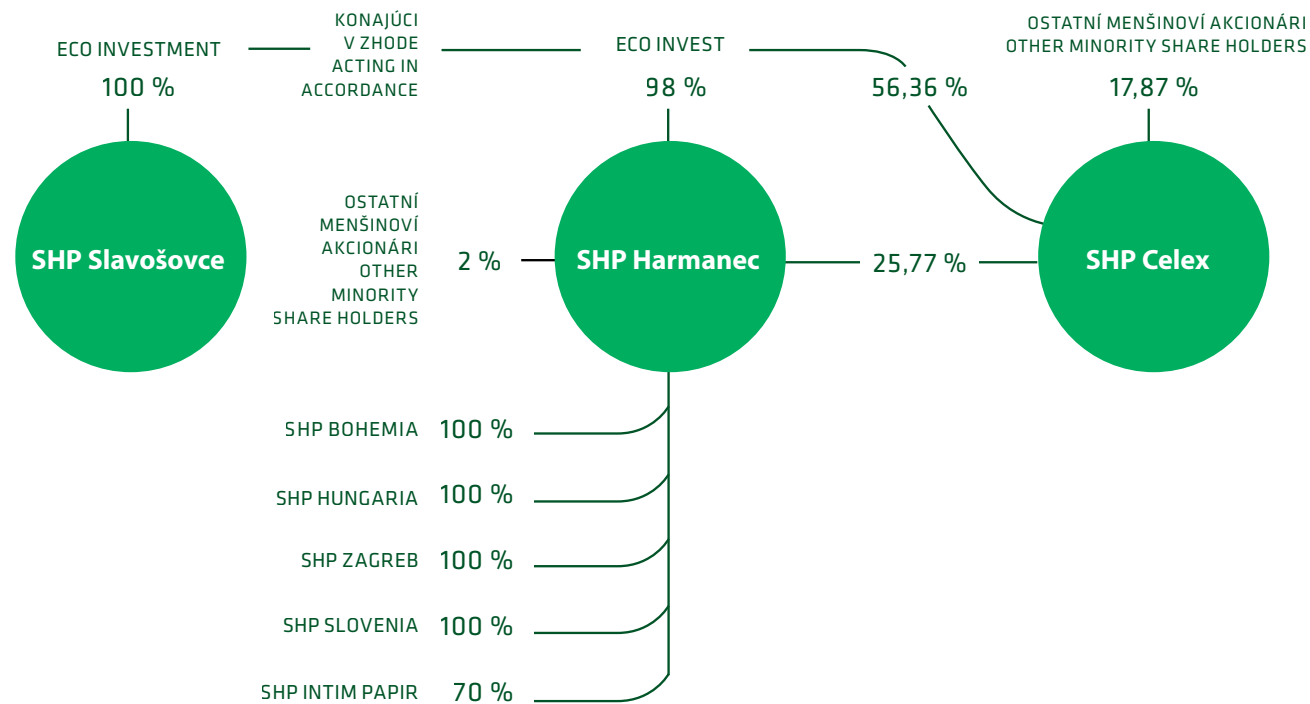 ECO INVESTMENT
100 %
KONAJÚCI
V ZHODE
ACTING IN
ACCORDANCE
ECO INVEST
98 %
56,36 %
OSTATNÍ MENŠINOVÍ AKCIONÁRI
OTHER MINORITY SHARE HOLDERS
17,87 %
SHP Slavošovce
OSTATNÍ
MENŠINOVÍ
AKCIONÁRI
OTHER
MINORITY
SHARE HOLDERS
2 %
SHP Harmanec
25,77 %
SHP Celex
SHP BOHEMIA 100 %
SHP HUNGARIA 100 %
SHP ZAGREB 100 %
SHP SLOVENIA 100 %
SHP INTIM PAPIR 70 %